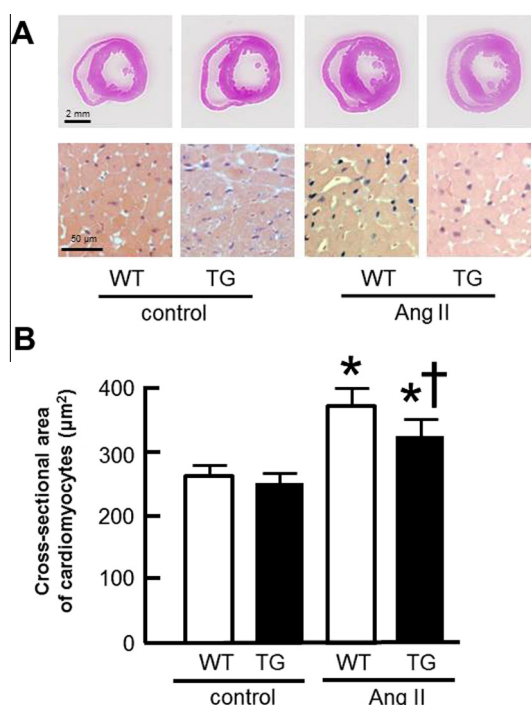 A
2 mm
50 µm
WT TG WT TG
control Ang II
B
Cross-sectional area
of cardiomyocytes (µm²)
400
300
200
100
0
* *†
WT TG WT TG
control Ang II